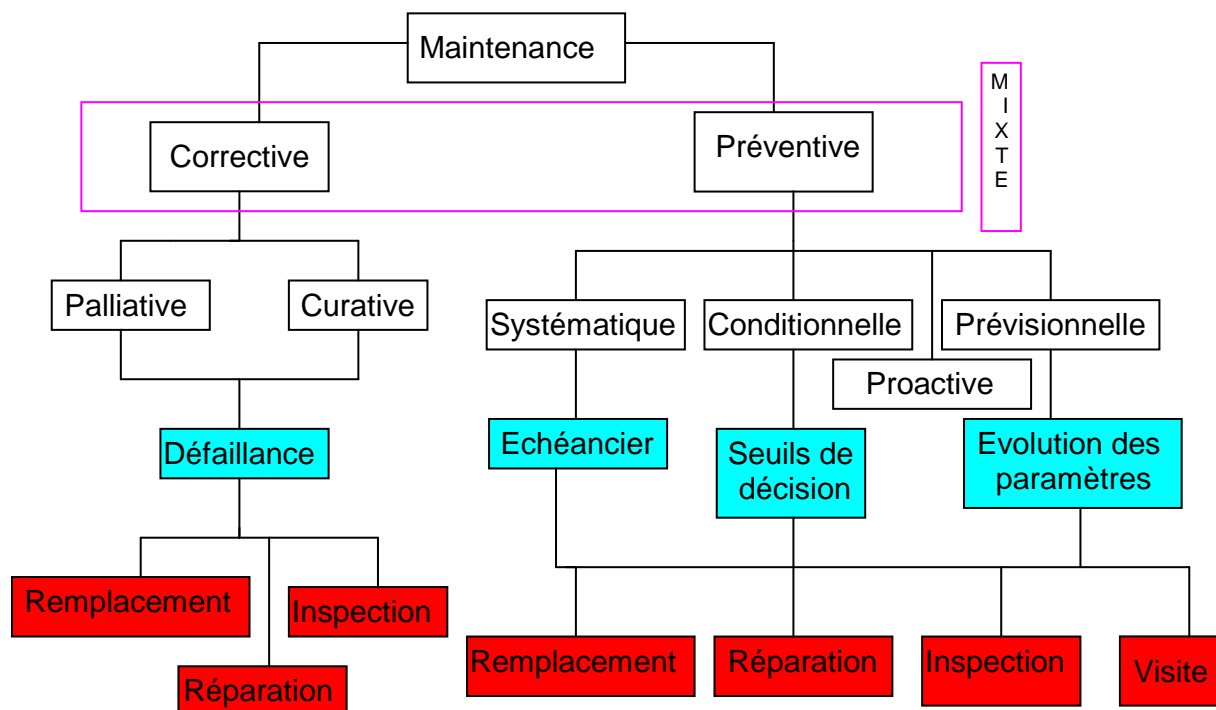 Maintenance
M
I
X
T
E
Corrective
Préventive
Palliative
Curative
Systématique
Conditionnelle
Prévisionnelle
Proactive
Défaillance
Echéancier
Seuils de
décision
Evolution des
paramètres
Remplacement
Inspection
Réparation
Remplacement
Réparation
Inspection
Visite